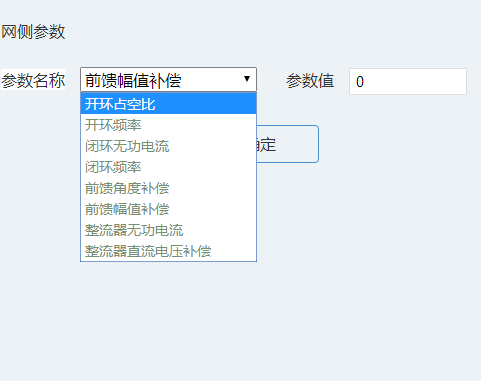 网侧参数
参数名称 前馈幅值补偿 参数值 0
开环占空比
开环频率
确定
闭环无功电流
闭环频率
前馈角度补偿
前馈幅值补偿
整流器无功电流
整流器直流电压补偿